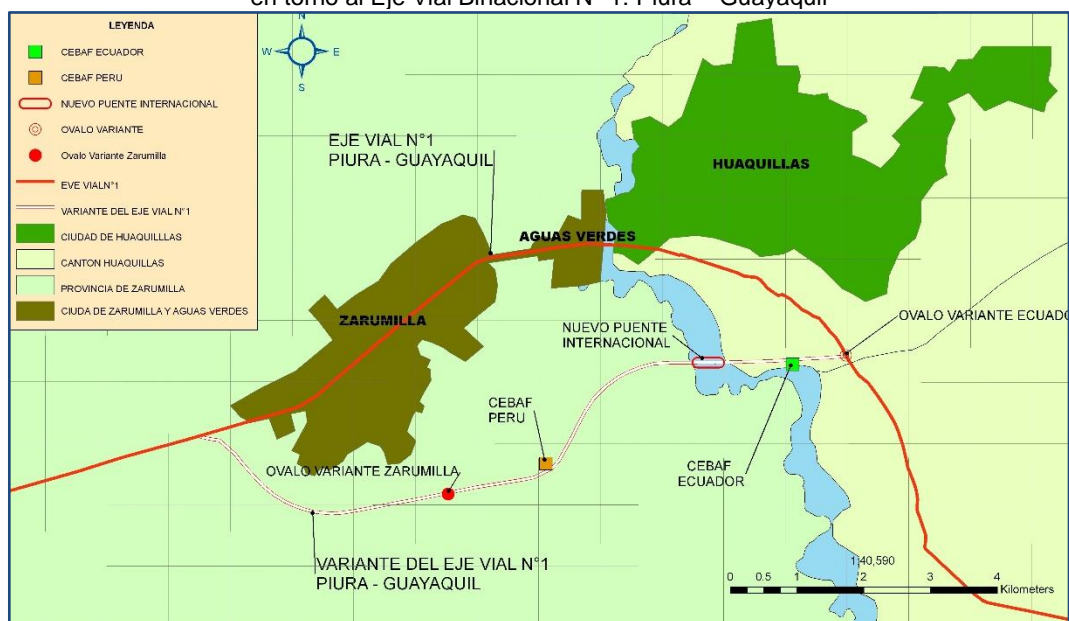 en torno al Eje Vial Binacional N° 1: Piura – Guayaquil
LEYENDA
CEBAF ECUADOR
CEBAF PERU
NUEVO PUENTE INTERNACIONAL
OVALO VARIANTE
Ovalo Variante Zarumilla
EVE VIALN°1
VARIANTE DEL EJE VIAL N°1
CIUDAD DE HUAQUILLLAS
CANTON HUAQUILLAS
PROVINCIA DE ZARUMILLA
CIUDA DE ZARUMILLA Y AGUAS VERDES
N
W
E
S
EJE VIAL N°1
PIURA - GUAYAQUIL
HUAQUILLAS
AGUAS VERDES
ZARUMILLA
NUEVO PUENTE
INTERNACIONAL
OVALO VARIANTE ECUADO
CEBAF
PERU
OVALO VARIANTE ZARUMILLA
CEBAF
ECUADOR
VARIANTE DEL EJE VIAL N°1
PIURA - GUAYAQUIL
1:40,590
0 0.5 1 2 3 4
Kilometers